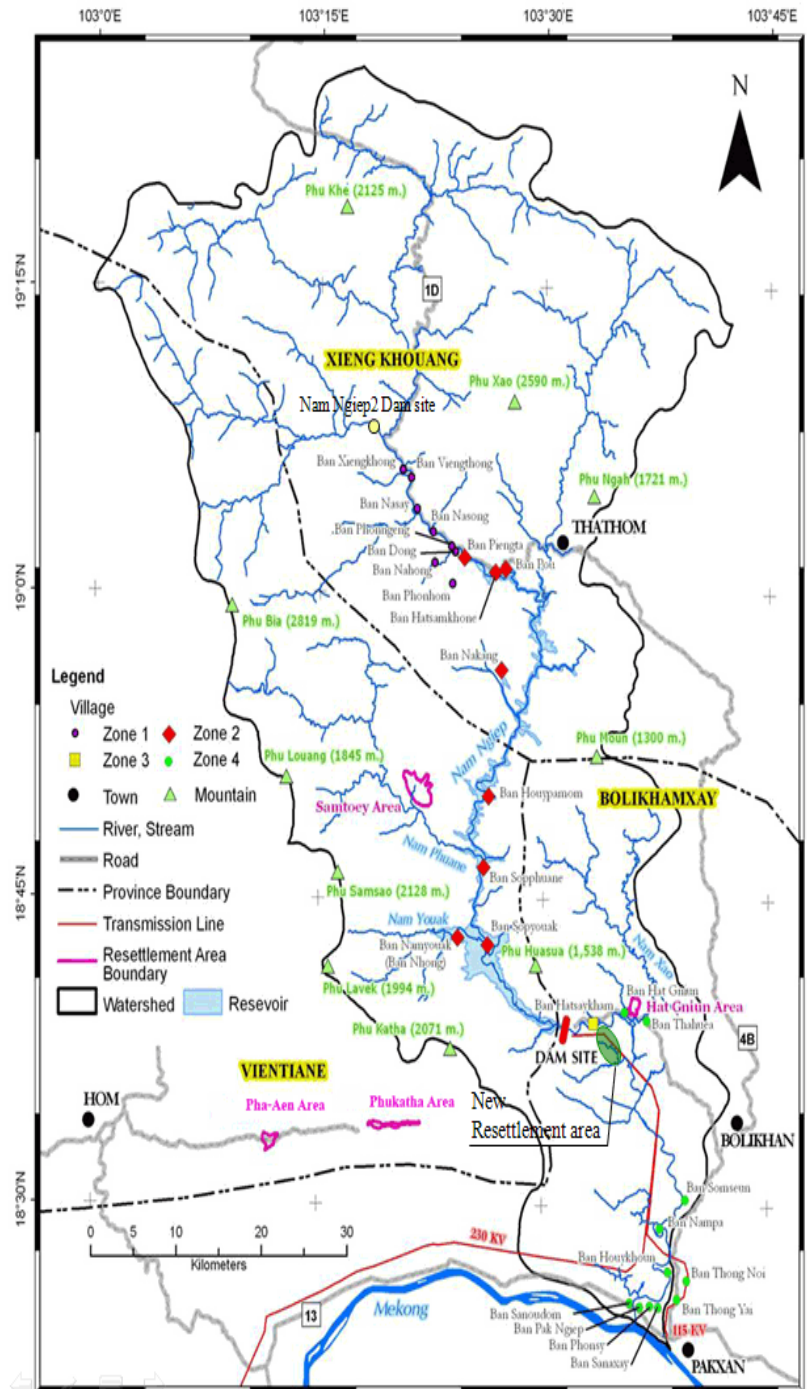 103°0'E
103°15'E
103°30'E
103°45'E
N
Phu Khe (2125 m.)
19°15'
1D
XIENG KHOUANG
Phu Xao (2590 m.)
Nam Ngiep2 Dam site
Ban Xiengkhong
Ban Viengthong
Phu Ngah (1721 m.)
Ban Nasay
Ban Nasong
THATHOM
Ban Phonngeng
Ban Piengta
Ban Dong
Ban Pou
Ban Nahong
19°0'N
Ban Phonhom
Ban Hatsamkhone
Phu Bia (2819 m.)
Ban Nakang
Legend
Village
Zone 1
Zone 2
Zone 3
Zone 4
Town
Mountain
River, Stream
Road
Province Boundary
Transmission Line
Resettlement Area
Boundary
Watershed
Resevoir
Nam Ngiep
Phu Moun (1300 m.)
Phu Louang (1845 m.)
Samtoey Area
Ban Houypamom
BOLIKHAMXAY
Nam Phuane
Ban Sopphuane
18°45'N
Phu Samsao (2128 m.)
Nam Youak
Ban Sopyouak
Ban Namyouak
(Ban Nhong)
Phu Huasua (1,538 m.)
Nam Xao
Phu Lavek (1994 m.)
Ban Hat Gniun
Ban Hatsaykham
Hat Gniun Area
Ban Thahuea
Phu Katha (2071 m.)
DAM SITE
4B
VIENTIANE
HOM
Pha-Aen Area
Phukatha Area
New
Resettlement area
BOLIKHAN
18°30'N
Ban Somseun
Ban Nampa
0 10 20 30
Kilometers
230 KV
Ban Houykhoun
Ban Thong Noi
13
Mekong
Ban Sanoudom
Ban Thong Yai
Ban Pak Ngiep
Ban Phonsy
115 KV
Ban Sanaxay
PAKXAN